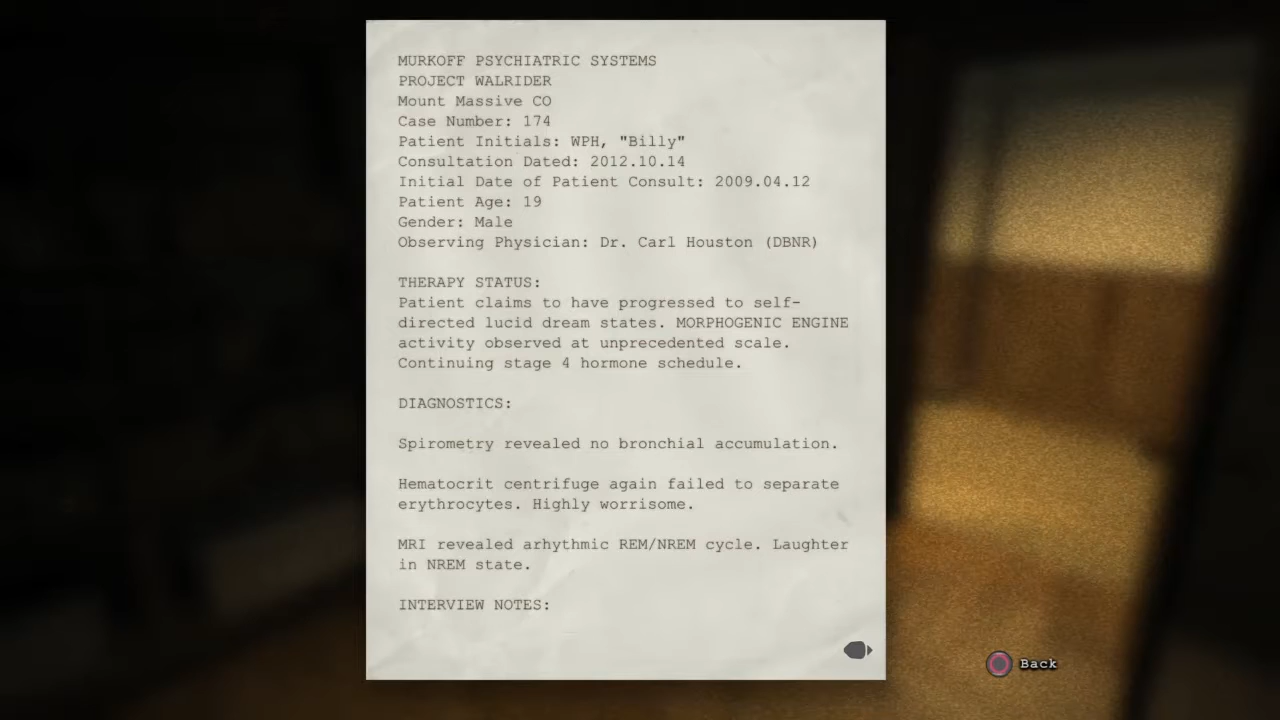 MURKOFF PSYCHIATRIC SYSTEMS
PROJECT WALRIDER
Mount Massive CO
Case Number: 174
Patient Initials: WPH, "Billy"
Consultation Dated: 2012.10.14
Initial Date of Patient Consult: 2009.04.12
Patient Age: 19
Gender: Male
Observing Physician: Dr. Carl Houston (DBNR)
THERAPY STATUS:
Patient claims to have progressed to self-
directed lucid dream states. MORPHOGENIC ENGINE
activity observed at unprecedented scale.
Continuing stage 4 hormone schedule.
DIAGNOSTICS:
Spirometry revealed no bronchial accumulation.
Hematocrit centrifuge again failed to separate
erythrocytes. Highly worrisome.
MRI revealed arhythmic REM/NREM cycle. Laughter
in NREM state.
INTERVIEW NOTES:
Back